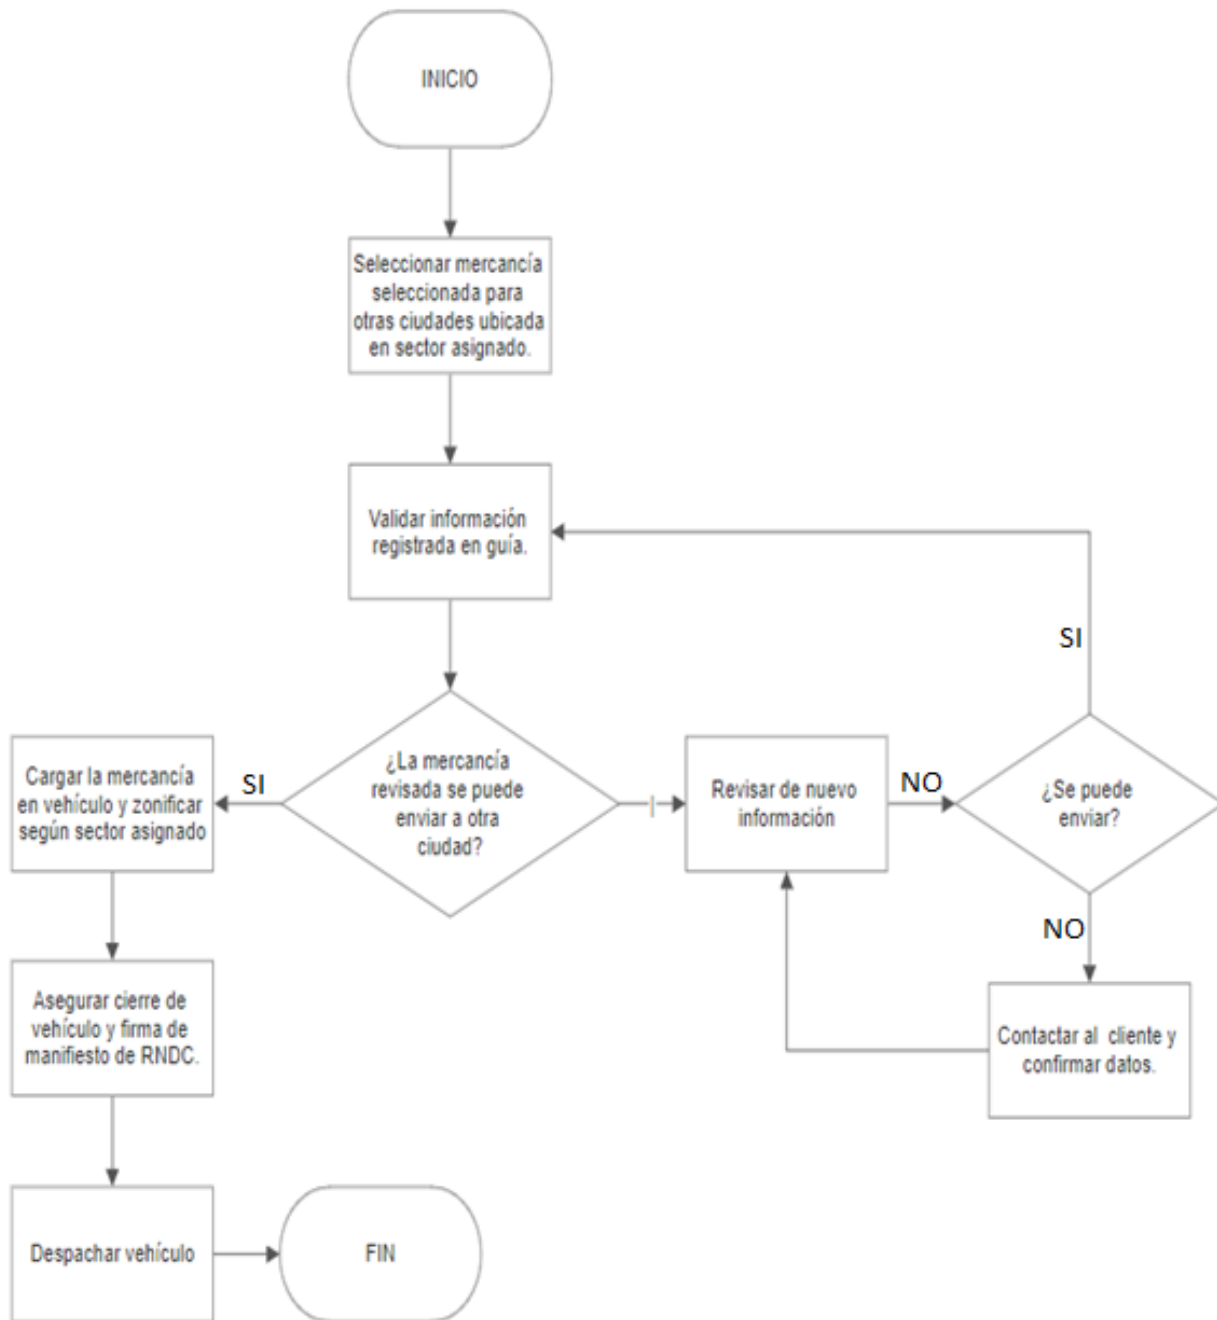 INICIO
Seleccionar mercancía
seleccionada para
otras ciudades ubicada
en sector asignado.
Validar información
registrada en guía.
SI
¿La mercancía
revisada se puede
enviar a otra
ciudad?
SI
Cargar la mercancía
en vehículo y zonificar
según sector asignado
Revisar de nuevo
información
NO
¿Se puede
enviar?
NO
Asegurar cierre de
vehículo y firma de
manifiesto de RNDC.
Contactar al cliente y
confirmar datos.
Despachar vehículo
FIN